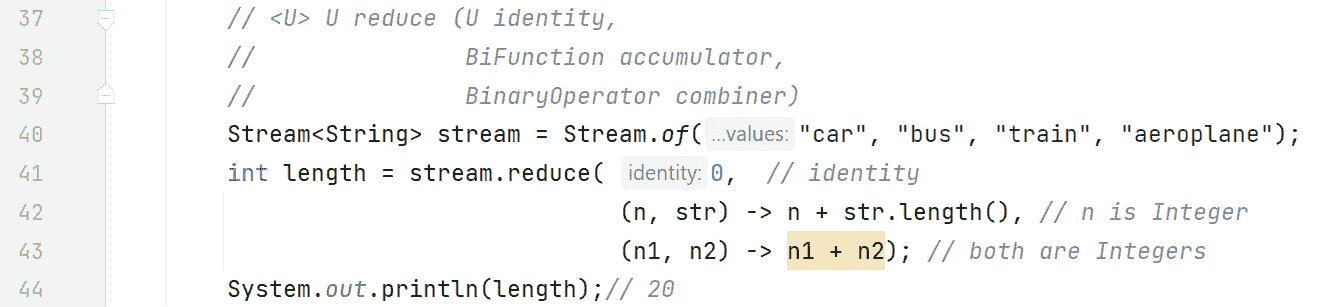 37 // <U> U reduce (U identity,
38 //              BiFunction accumulator,
39 //              BinaryOperator combiner)
40 Stream<String> stream = Stream.of( ...values: "car", "bus", "train", "aeroplane");
41 int length = stream.reduce( identity: 0,  // identity
42 (n, str) -> n + str.length(), // n is Integer
43 (n1, n2) -> n1 + n2); // both are Integers
44 System.out.println(length);// 20